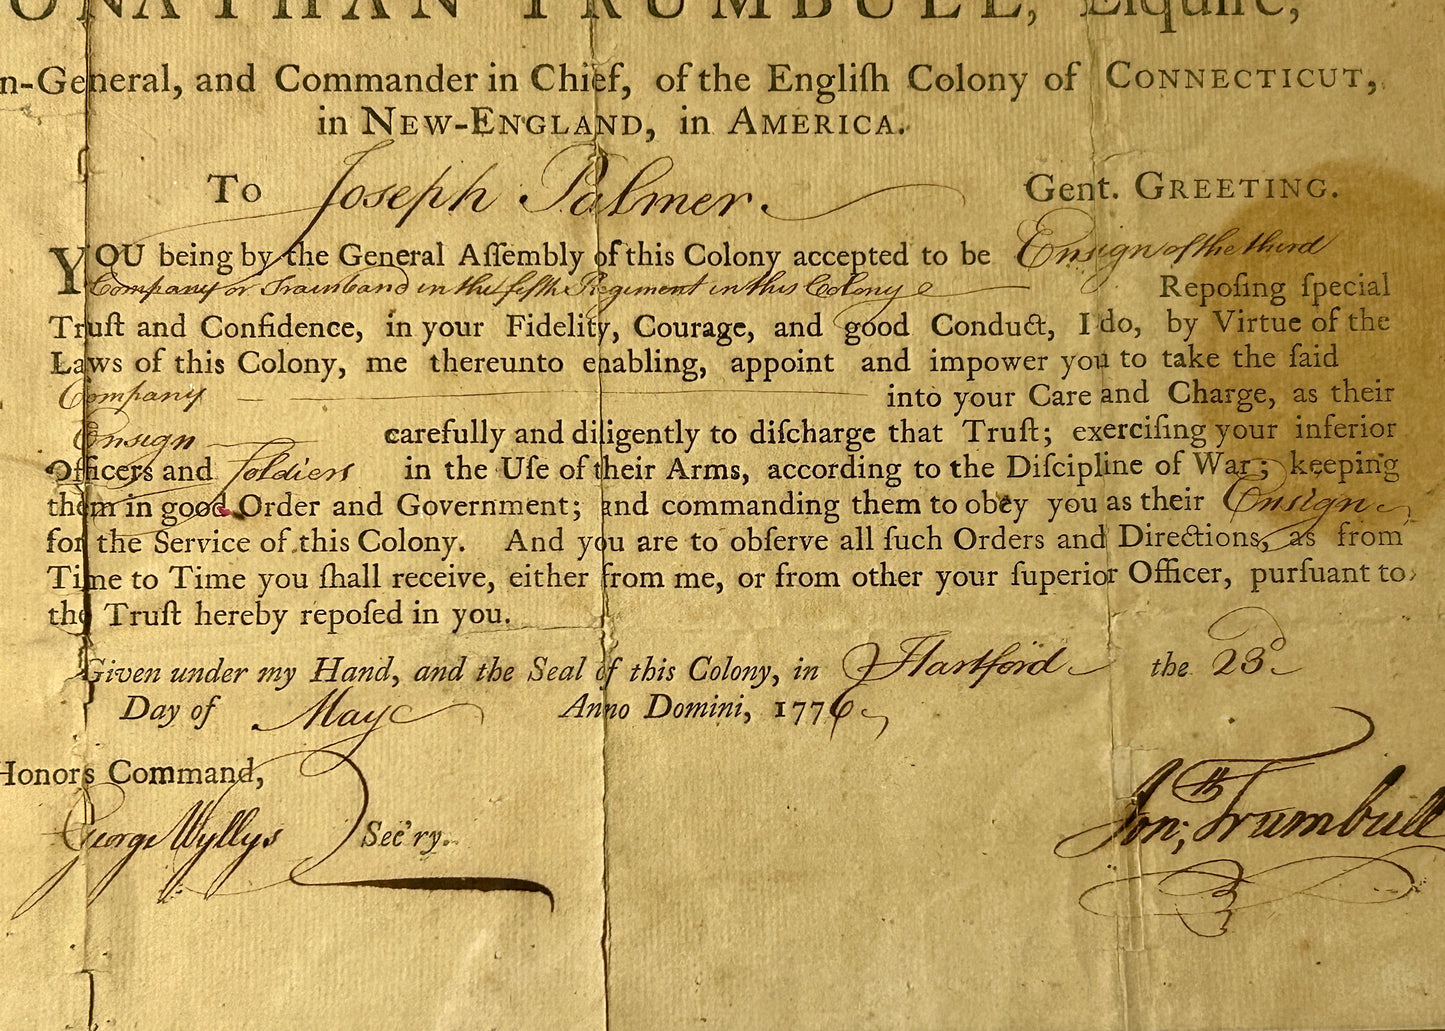 ONATHAN TRUMBULL, Eſquire,
n-General, and Commander in Chief, of the Engliſh Colony of CONNECTICUT,
in NEW-ENGLAND, in AMERICA.
To Joseph Palmer. Gent. GREETING.
YOU being by the General Aſſembly of this Colony accepted to be Ensign of the third
Company or Trainband in the fifth Regiment in this Colony Repoſing ſpecial
Truſt and Confidence, in your Fidelity, Courage, and good Conduct, I do, by Virtue of the
Laws of this Colony, me thereunto enabling, appoint and impower you to take the ſaid
Company into your Care and Charge, as their
Ensign carefully and diligently to diſcharge that Truſt; exerciſing your inferior
Officers and Soldiers in the Uſe of their Arms, according to the Diſcipline of War; keeping
them in good Order and Government; and commanding them to obey you as their Ensign
for the Service of this Colony. And you are to obſerve all ſuch Orders and Directions, as from
Time to Time you ſhall receive, either from me, or from other your ſuperior Officer, purſuant to
the Truſt hereby repoſed in you.
Given under my Hand, and the Seal of this Colony, in Hartford the 23d
Day of May Anno Domini, 1776
Honors Command,
George Wyllys Sec'ry.
Jonth; Trumbull